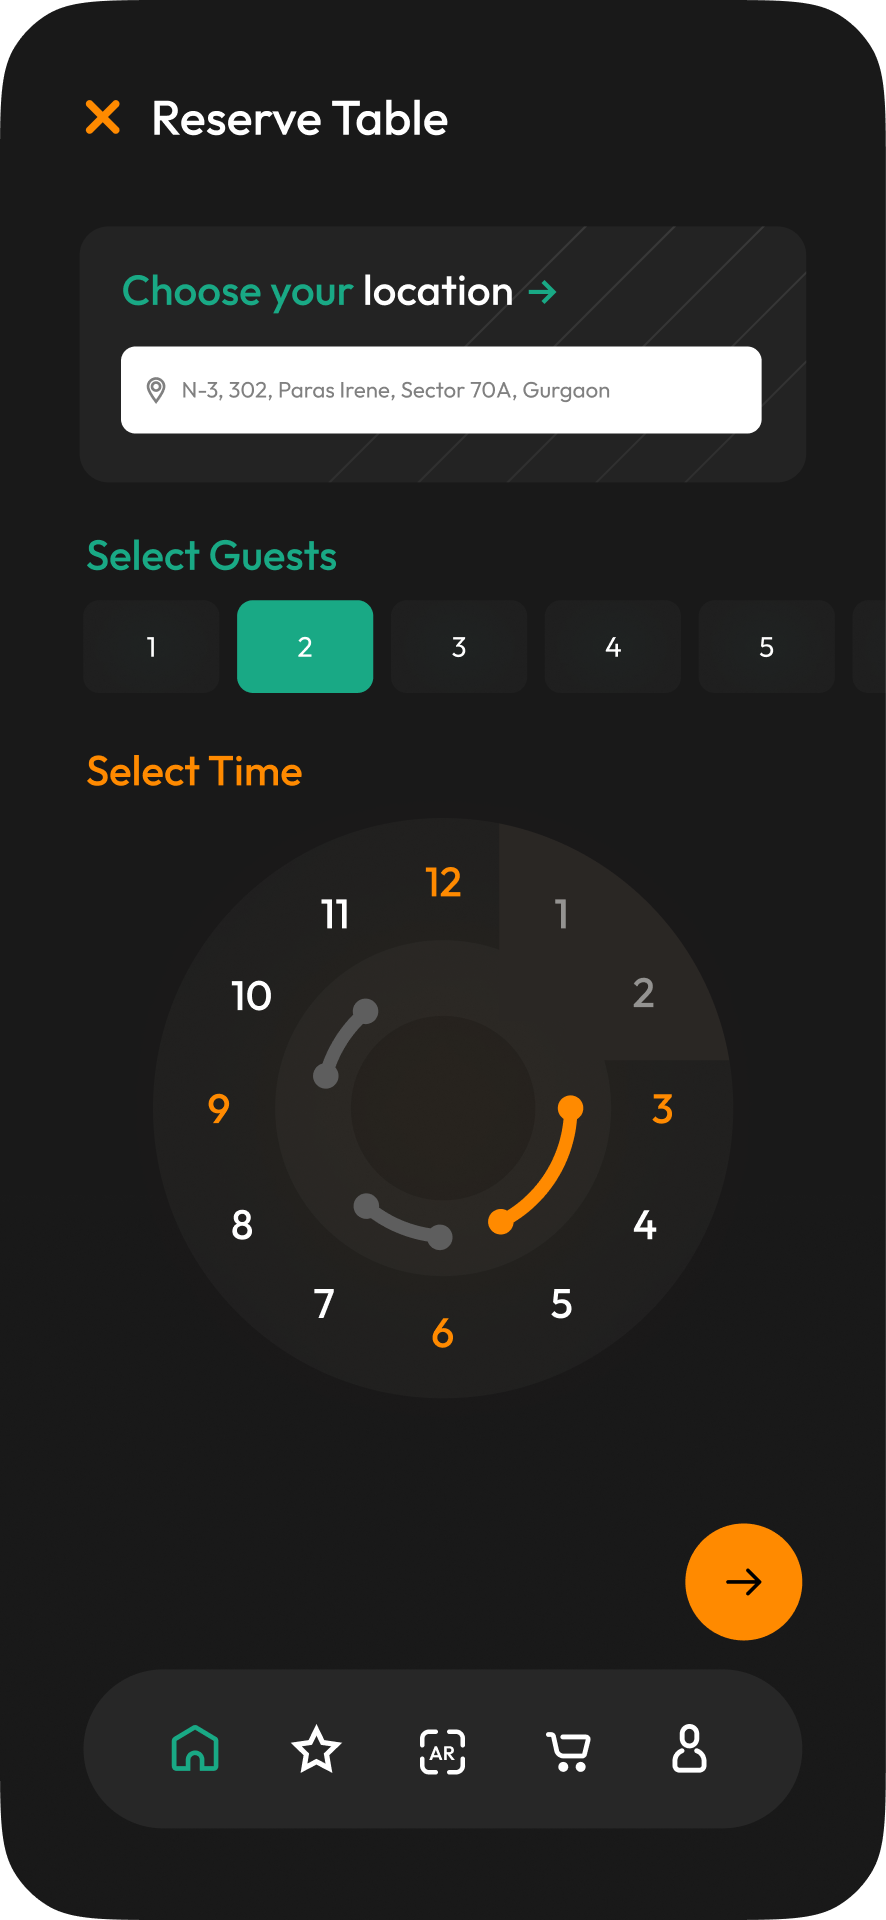 Reserve Table
Choose your location →
N-3, 302, Paras Irene, Sector 70A, Gurgaon
Select Guests
1 2 3 4 5
Select Time
12
11 1
10 2
9 3
8 4
7 5
6
AR